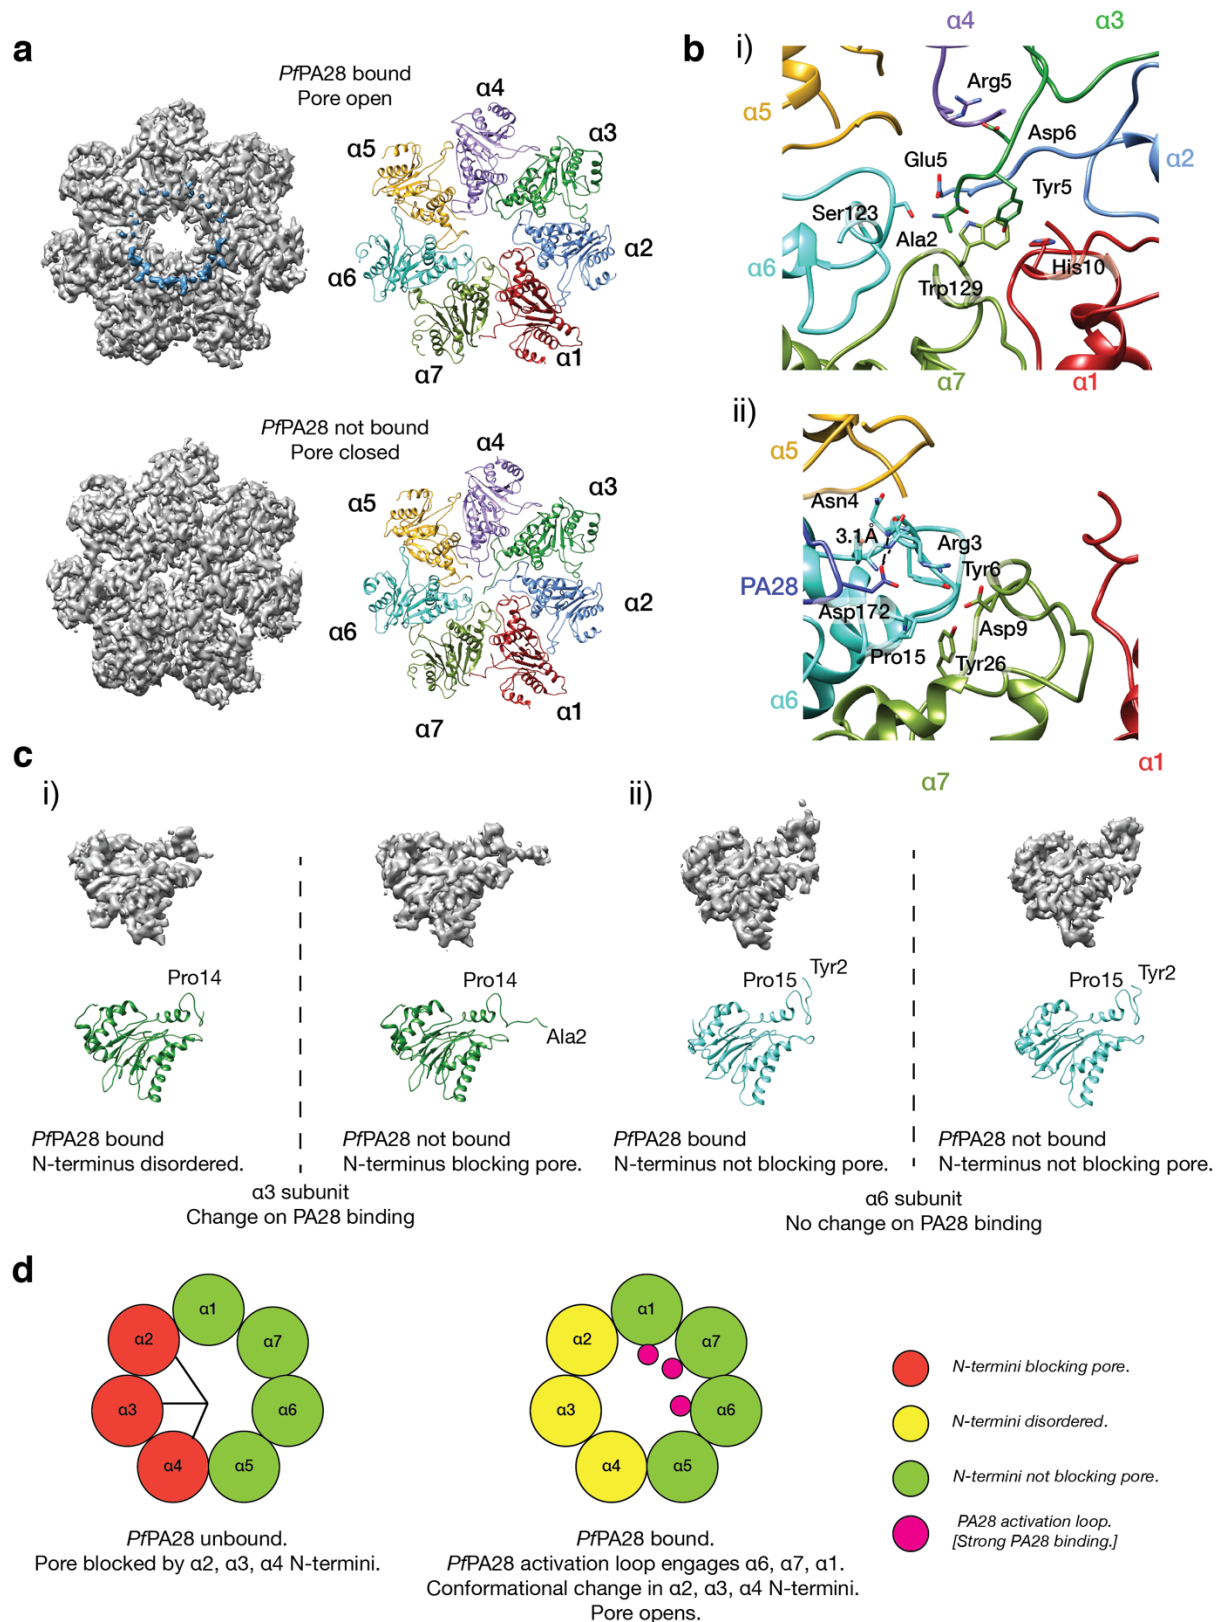 a
PfPA28 bound
Pore open
α4
α3
α5
α2
α6
α7
α1
PfPA28 not bound
Pore closed
α4
α3
α5
α2
α6
α7
α1
b
i)
α4
α3
Arg5
α5
Asp6
Glu5
α2
Tyr5
Ser123
Ala2
α6
His10
Trp129
α7
α1
ii)
α5
Asn4
3.1Å
Arg3
Tyr6
PA28
Asp172
Asp9
Pro15
Tyr26
α6
α1
α7
c
i)
ii)
Pro14
Pro14
Ala2
Pro15
Tyr2
Pro15
Tyr2
PfPA28 bound
N-terminus disordered.
PfPA28 not bound
N-terminus blocking pore.
PfPA28 bound
N-terminus not blocking pore.
PfPA28 not bound
N-terminus not blocking pore.
α3 subunit
Change on PA28 binding
α6 subunit
No change on PA28 binding
d
α1
α2
α7
α3
α6
α4
α5
PfPA28 unbound.
Pore blocked by α2, α3, α4 N-termini.
α1
α2
α7
α3
α6
α4
α5
PfPA28 bound.
PfPA28 activation loop engages α6, α7, α1.
Conformational change in α2, α3, α4 N-termini.
Pore opens.
N-termini blocking pore.
N-termini disordered.
N-termini not blocking pore.
PA28 activation loop.
[Strong PA28 binding.]